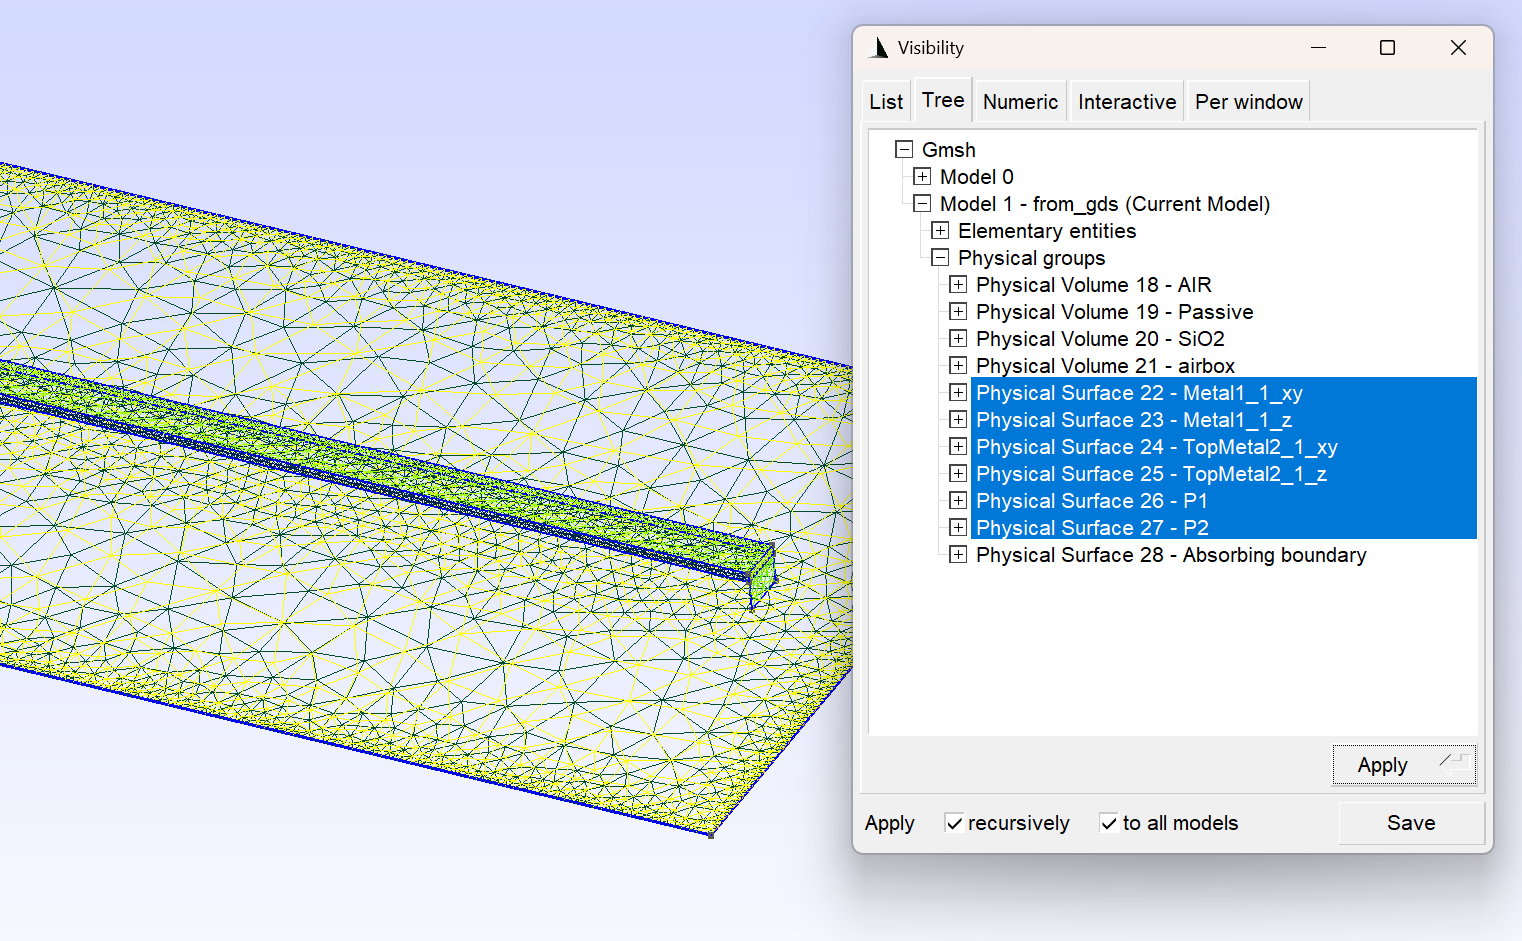 Visibility
List Tree Numeric Interactive Per window
Gmsh
Model 0
Model 1 - from_gds (Current Model)
Elementary entities
Physical groups
Physical Volume 18 - AIR
Physical Volume 19 - Passive
Physical Volume 20 - SiO2
Physical Volume 21 - airbox
Physical Surface 22 - Metal1_1_xy
Physical Surface 23 - Metal1_1_z
Physical Surface 24 - TopMetal2_1_xy
Physical Surface 25 - TopMetal2_1_z
Physical Surface 26 - P1
Physical Surface 27 - P2
Physical Surface 28 - Absorbing boundary
Apply
Apply recursively to all models Save